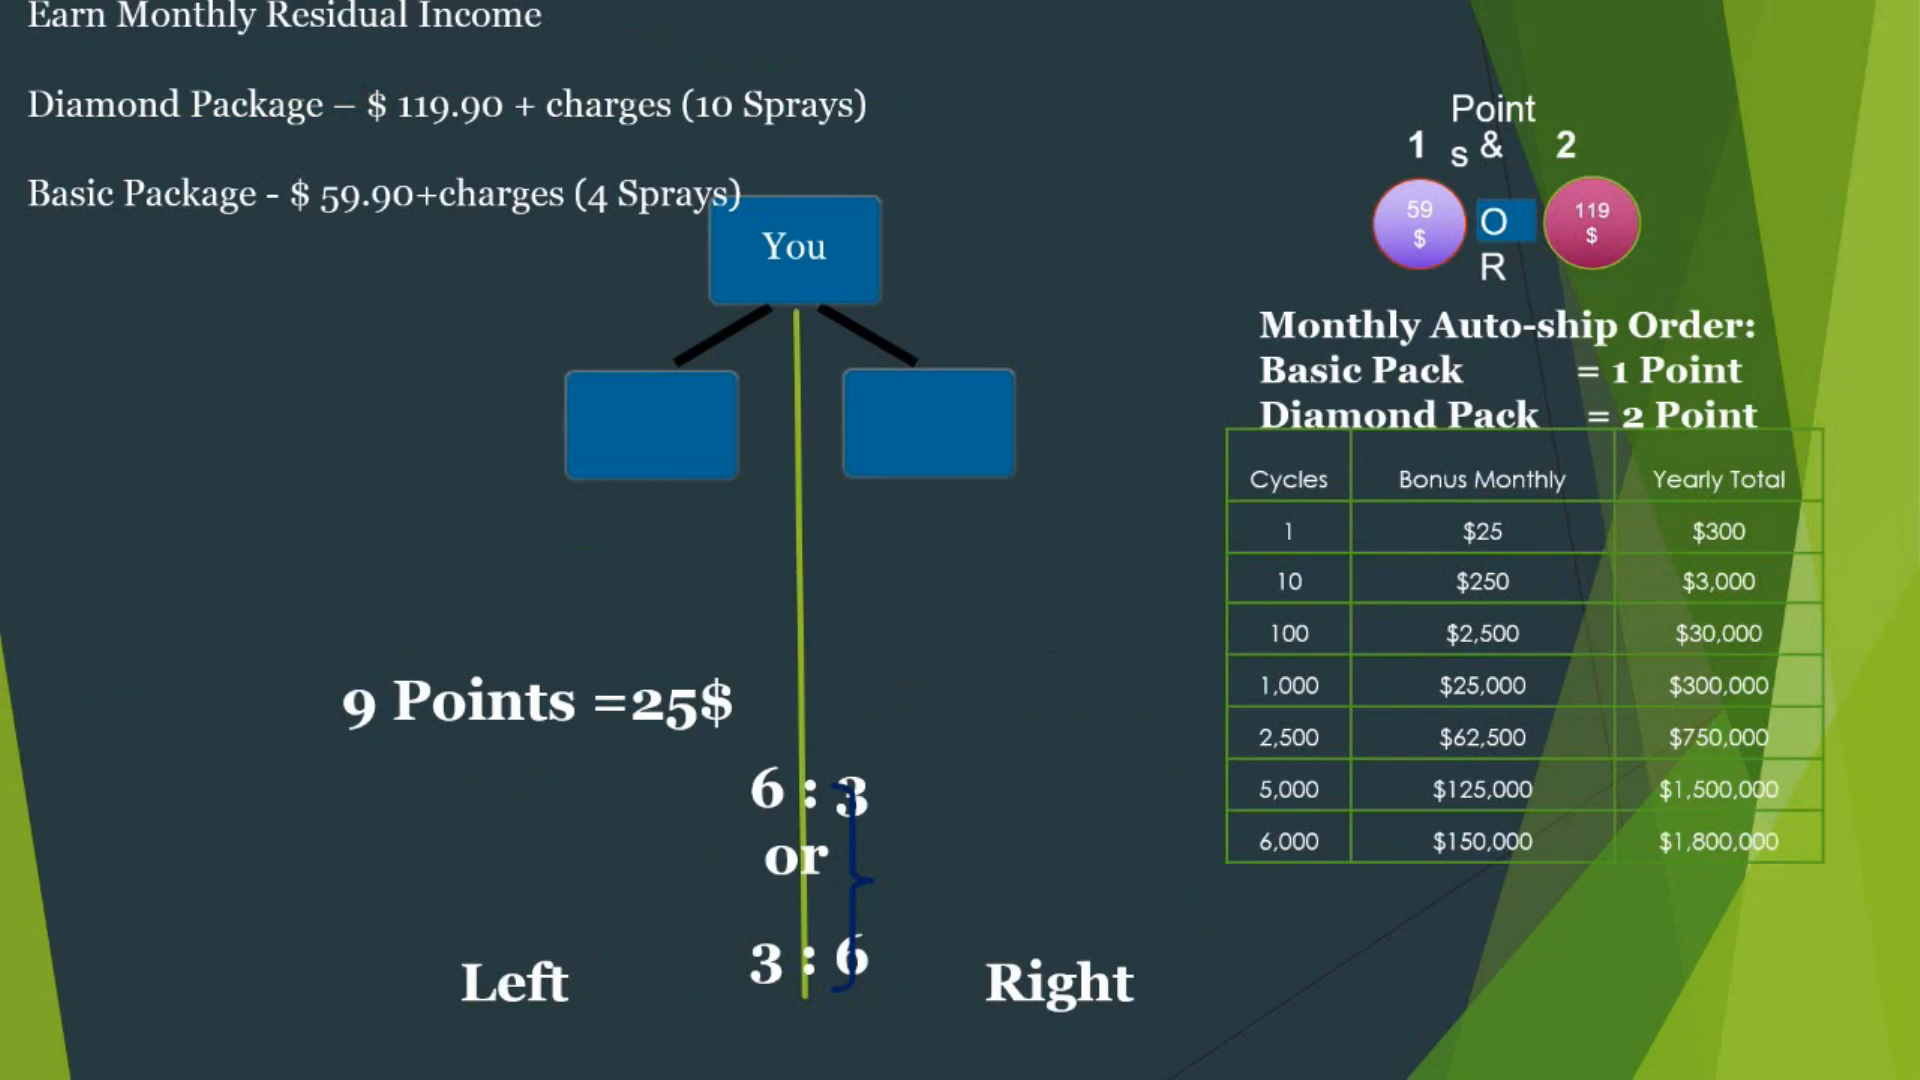 Earn Monthly Residual Income
Diamond Package – $ 119.90 + charges (10 Sprays)
Basic Package - $ 59.90+charges (4 Sprays)
You
9 Points =25$
6 : 3
or
3 : 6
Left
Right
Point
1 s & 2
59
$
O
R
119
$
Monthly Auto-ship Order:
Basic Pack = 1 Point
Diamond Pack = 2 Point
Cycles Bonus Monthly Yearly Total
1 $25 $300
10 $250 $3,000
100 $2,500 $30,000
1,000 $25,000 $300,000
2,500 $62,500 $750,000
5,000 $125,000 $1,500,000
6,000 $150,000 $1,800,000